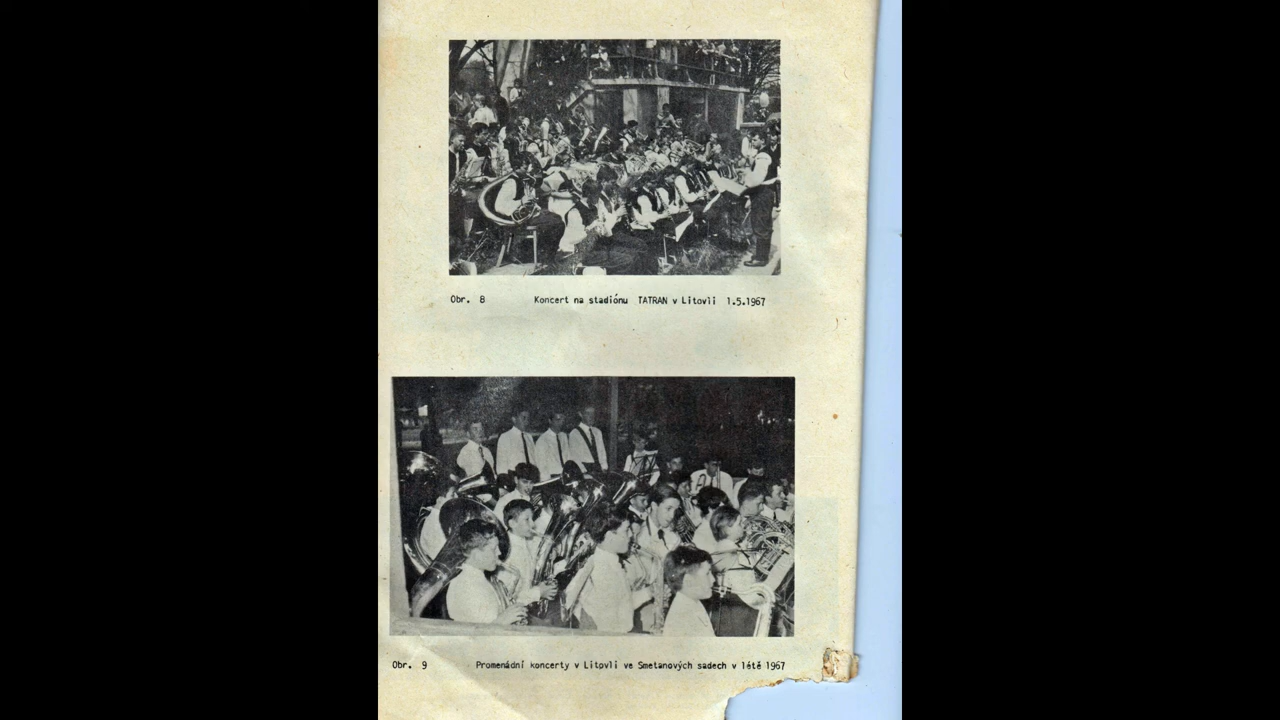 Obr. 8 Koncert na stadiónu TATRAN v Litovli 1.5.1967
Obr. 9 Promenádní koncerty v Litovli ve Smetanových sadech v létě 1967